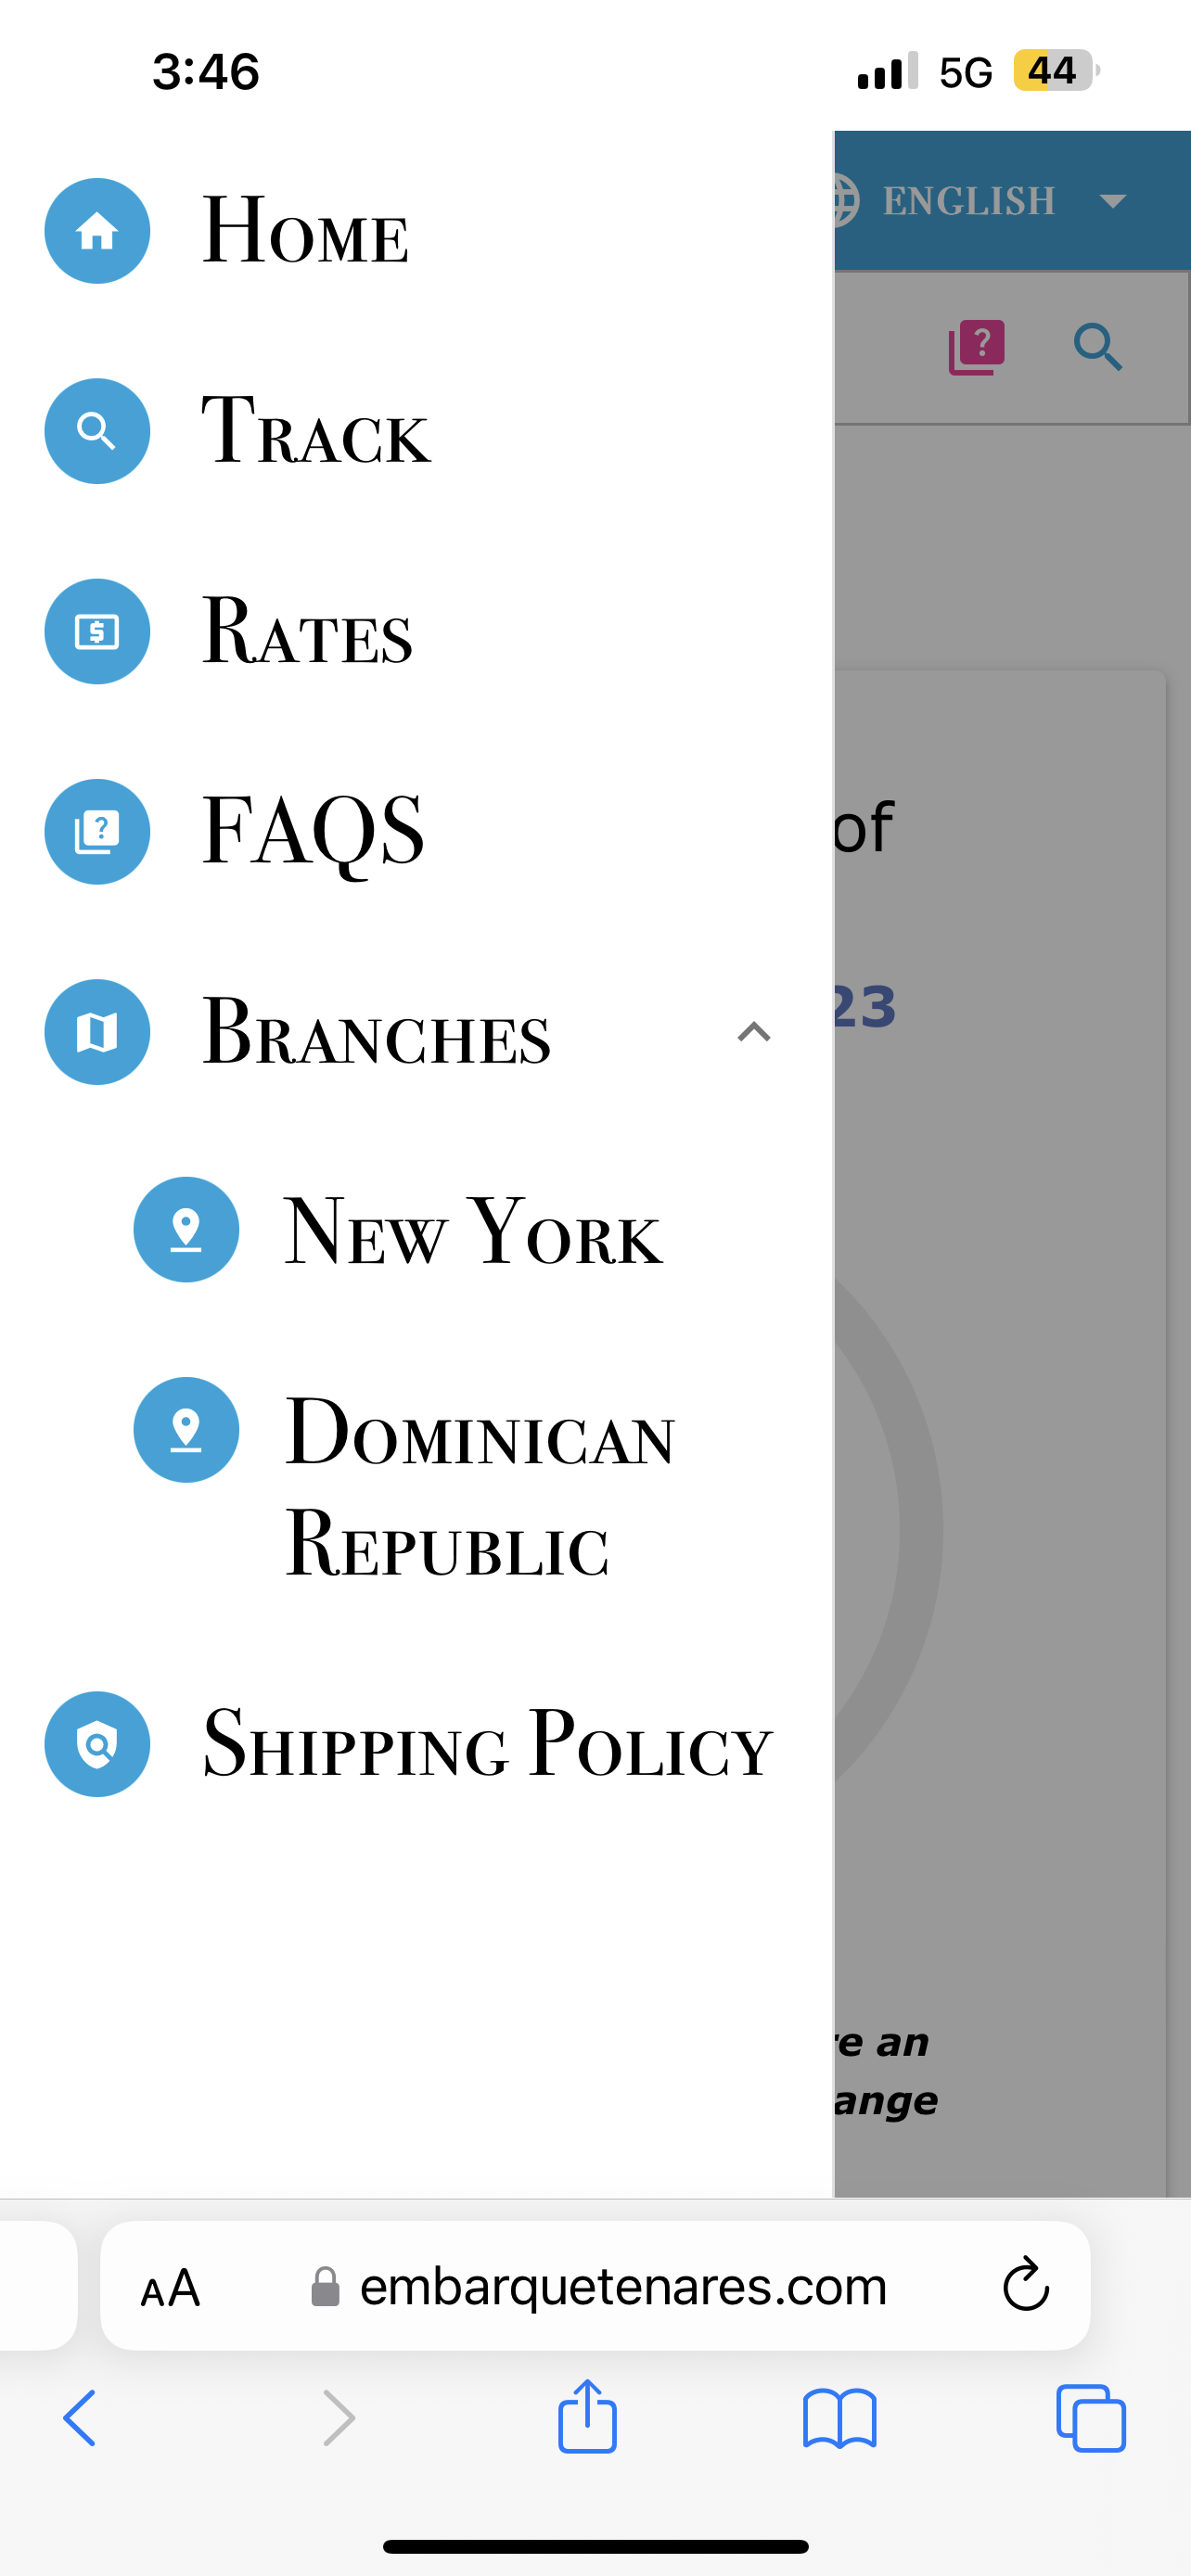 3:46
5G
44
ENGLISH
Home
Track
Rates
FAQS
of
23
Branches
New York
Dominican
Republic
Shipping Policy
re an
ange
AA
embarquetenares.com